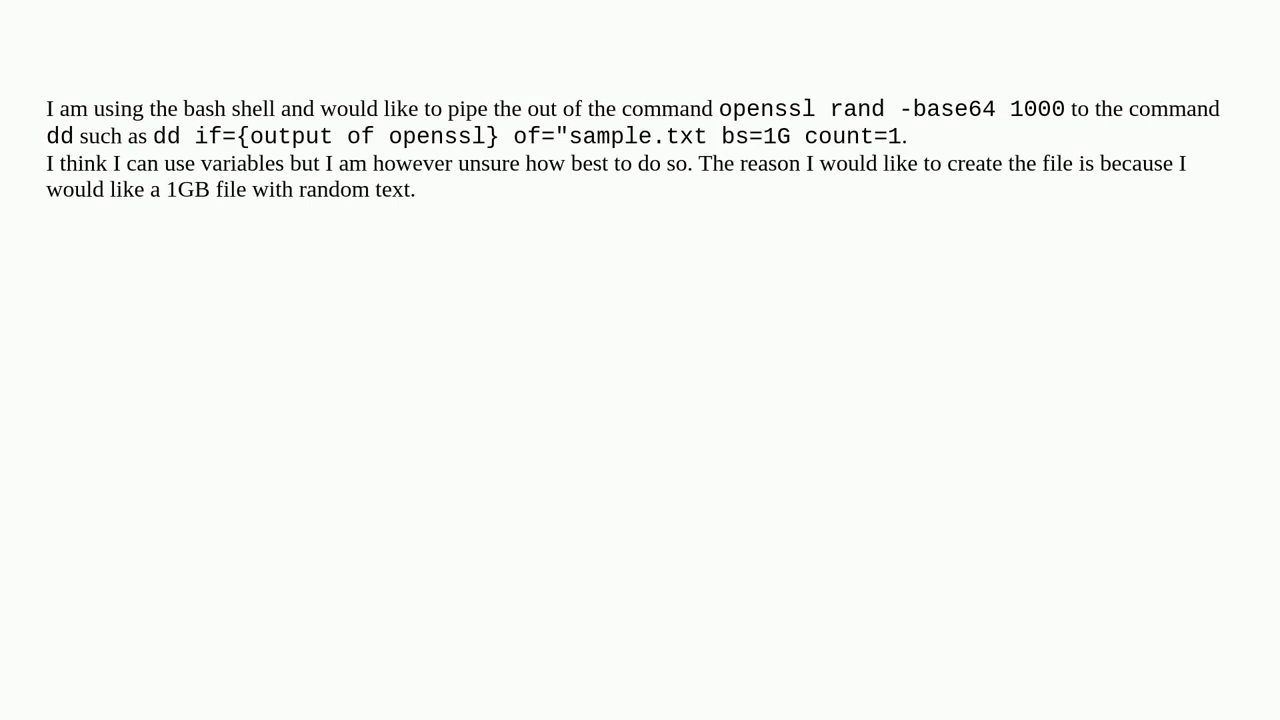 I am using the bash shell and would like to pipe the out of the command openssl rand -base64 1000 to the command
dd such as dd if={output of openssl} of="sample.txt bs=1G count=1.
I think I can use variables but I am however unsure how best to do so. The reason I would like to create the file is because I
would like a 1GB file with random text.